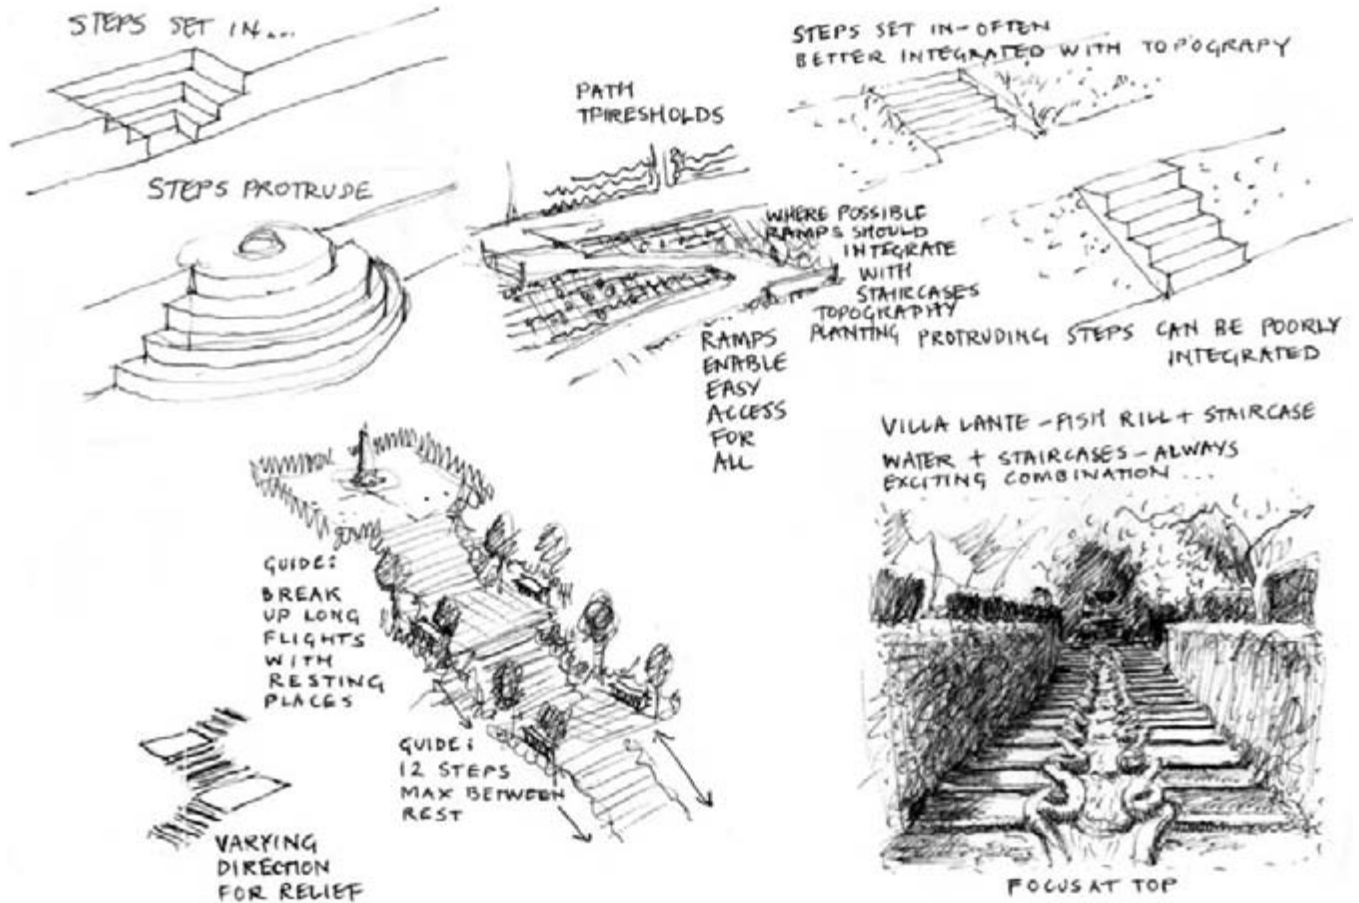 STEPS SET IN...
STEPS PROTRUDE
PATH
THRESHOLDS
STEPS SET IN-OFTEN
BETTER INTEGRATED WITH TOPOGRAPY
WHERE POSSIBLE
RAMPS SHOULD
INTEGRATE
WITH
STAIRCASES
TOPOGRAPHY
PLANTING
RAMPS
ENABLE
EASY
ACCESS
FOR
ALL
PROTRUDING STEPS CAN BE POORLY
INTEGRATED
GUIDE:
BREAK
UP LONG
FLIGHTS
WITH
RESTING
PLACES
GUIDE:
12 STEPS
MAX BETWEEN
REST
VARYING
DIRECTION
FOR RELIEF
VILLA LANTE - FISH RILL + STAIRCASE
WATER + STAIRCASES - ALWAYS
EXCITING COMBINATION ...
FOCUS AT TOP